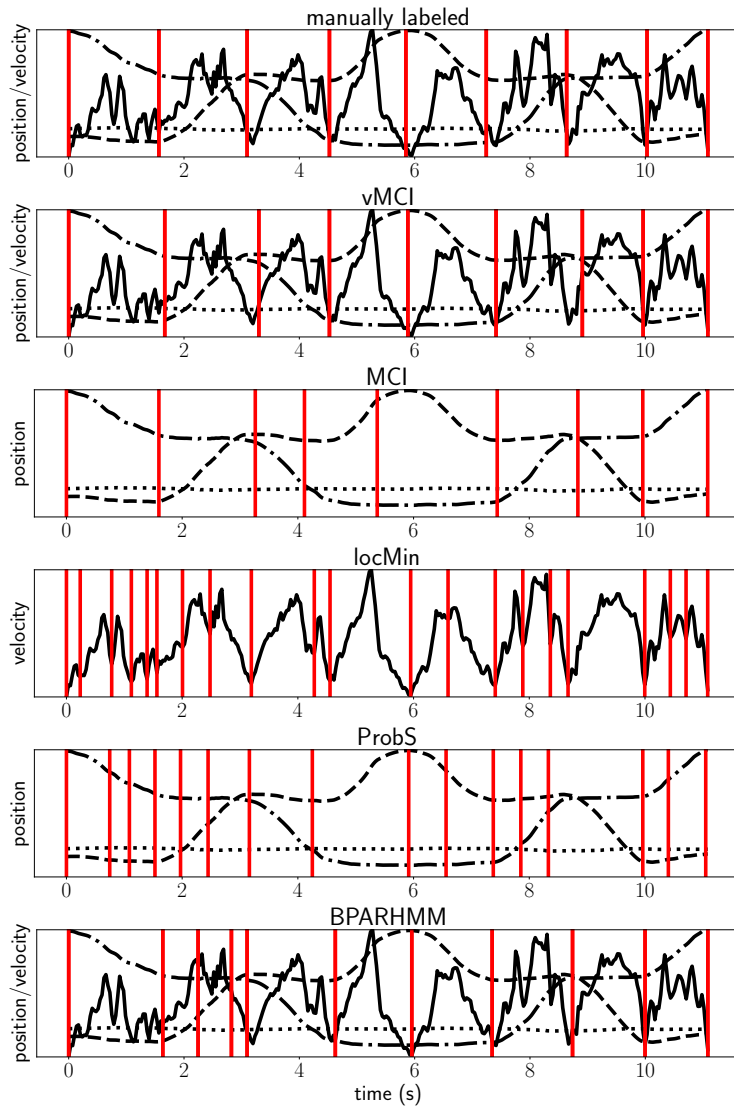 manually labeled
position/velocity
0 2 4 6 8 10
vMCI
position/velocity
0 2 4 6 8 10
MCI
position
0 2 4 6 8 10
locMin
velocity
0 2 4 6 8 10
ProbS
position
0 2 4 6 8 10
BPARHMM
position/velocity
0 2 4 6 8 10
time (s)